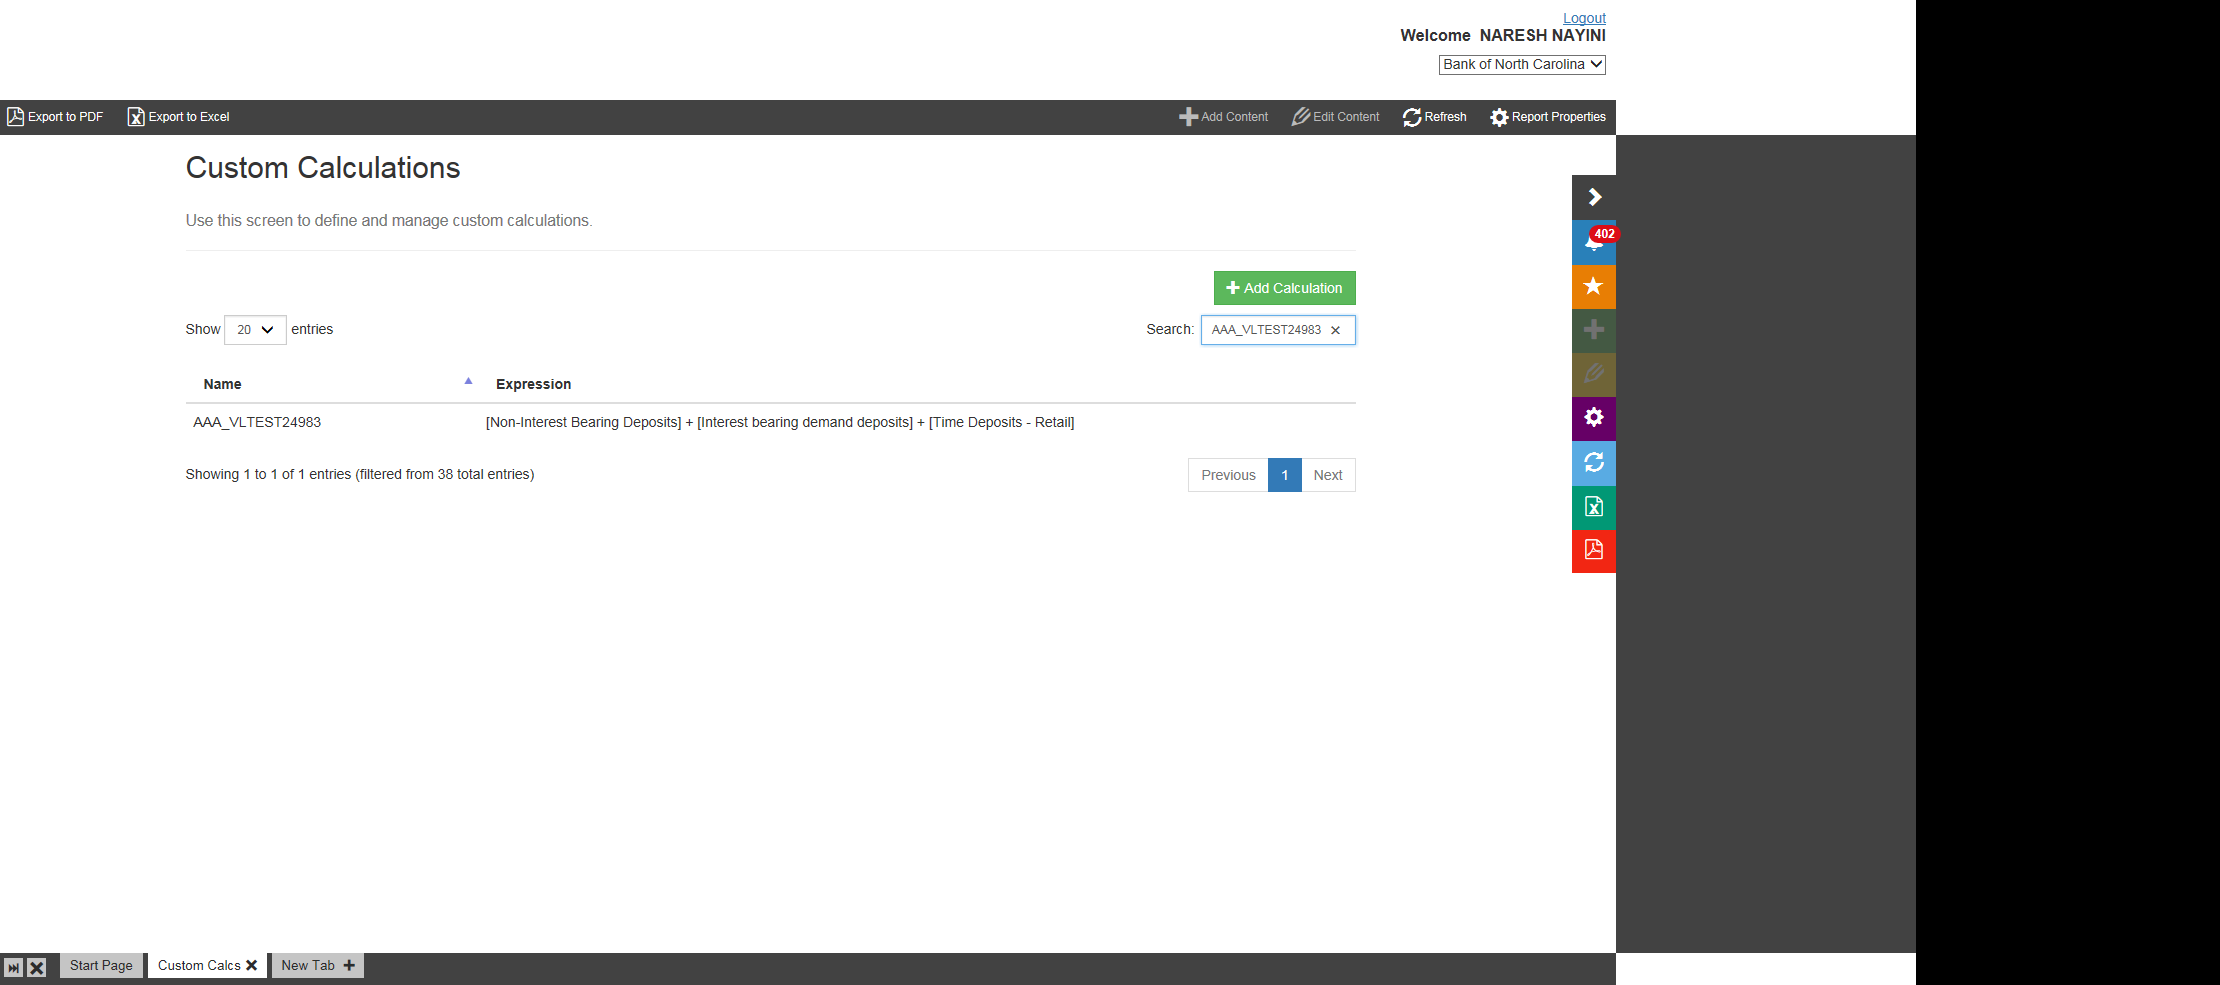 Logout
Welcome NARESH NAYINI
Bank of North Carolina
Export to PDF Export to Excel Add Content Edit Content Refresh Report Properties
Custom Calculations
Use this screen to define and manage custom calculations.
402
Add Calculation
Show 20 entries Search: AAA_VLTEST24983
Name Expression
AAA_VLTEST24983 [Non-Interest Bearing Deposits] + [Interest bearing demand deposits] + [Time Deposits - Retail]
Showing 1 to 1 of 1 entries (filtered from 38 total entries) Previous 1 Next
Start Page Custom Calcs New Tab